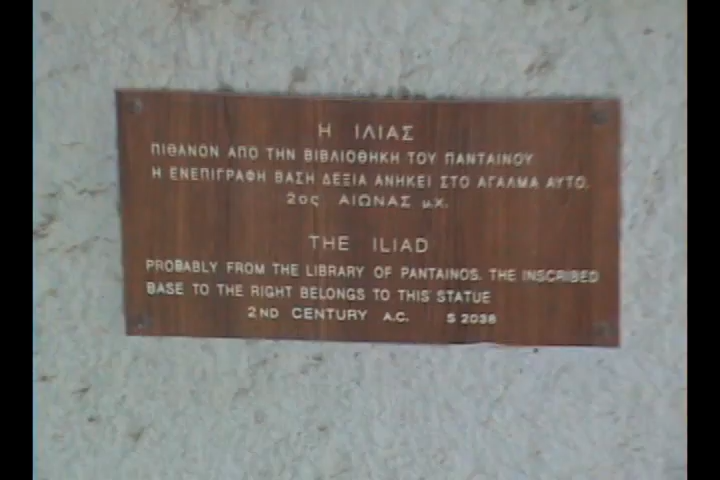 Η ΙΛΙΑΣ
ΠΙΘΑΝΟΝ ΑΠΟ ΤΗΝ ΒΙΒΛΙΟΘΗΚΗ ΤΟΥ ΠΑΝΤΑΙΝΟΥ
Η ΕΝΕΠΙΓΡΑΦΗ ΒΑΣΗ ΔΕΞΙΑ ΑΝΗΚΕΙ ΣΤΟ ΑΓΑΛΜΑ ΑΥΤΟ.
2ος ΑΙΩΝΑΣ μ.Χ.
THE ILIAD
PROBABLY FROM THE LIBRARY OF PANTAINOS. THE INSCRIBED
BASE TO THE RIGHT BELONGS TO THIS STATUE
2ND CENTURY A.C. S 2038